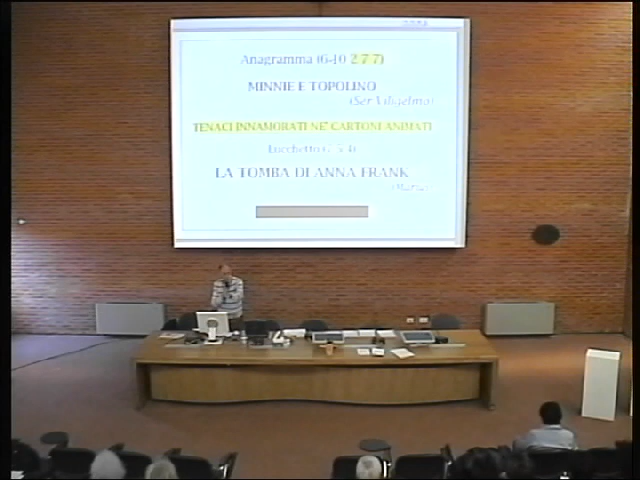 Anagramma (6-10 2 7 7)
MINNIE E TOPOLINO
(Ser Viligelmo)
TENACI INNAMORATI NE' CARTONI ANIMATI
Lucchetto
LA TOMBA DI ANNA FRANK